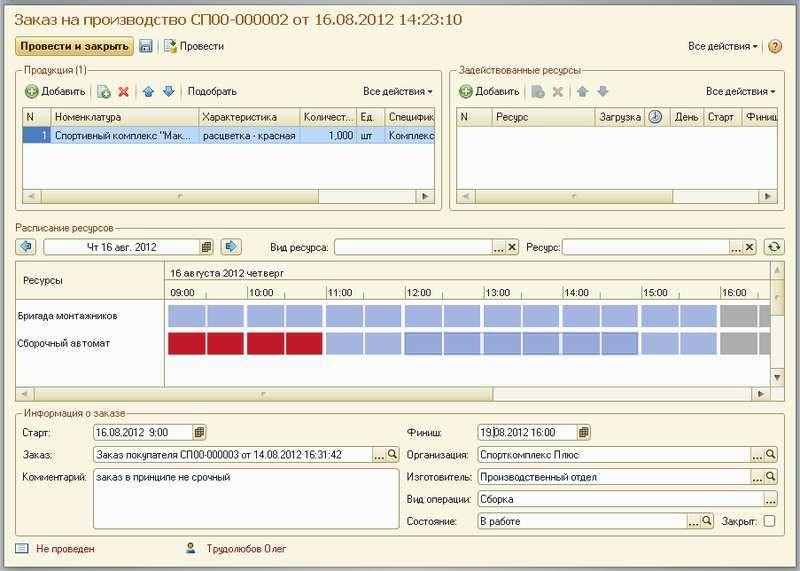 Заказ на производство СП00-000002 от 16.08.2012 14:23:10
Провести и закрыть Провести Все действия
Продукция (1) Задействованные ресурсы
Добавить Подобрать Все действия Добавить Все действия
N Номенклатура Характеристика Количест... Ед. Специфик N Ресурс Загрузка День Старт Финиш
1 Спортивный комплекс "Мак... расцветка - красная 1,000 шт Комплекс
Расписание ресурсов
Чт 16 авг. 2012 Вид ресурса: ... Ресурс: ...
Ресурсы 16 августа 2012 четверг
09:00 10:00 11:00 12:00 13:00 14:00 15:00 16:00
Бригада монтажников
Сборочный автомат
Информация о заказе
Старт: 16.08.2012 9:00 Финиш: 19.08.2012 16:00
Заказ: Заказ покупателя СП00-000003 от 14.08.2012 16:31:42 ... Организация: Спорткомплекс Плюс ...
Комментарий: заказ в принципе не срочный Изготовитель: Производственный отдел ...
Вид операции: Сборка ...
Состояние: В работе ... Закрыт:
Не проведен Трудолюбов Олег